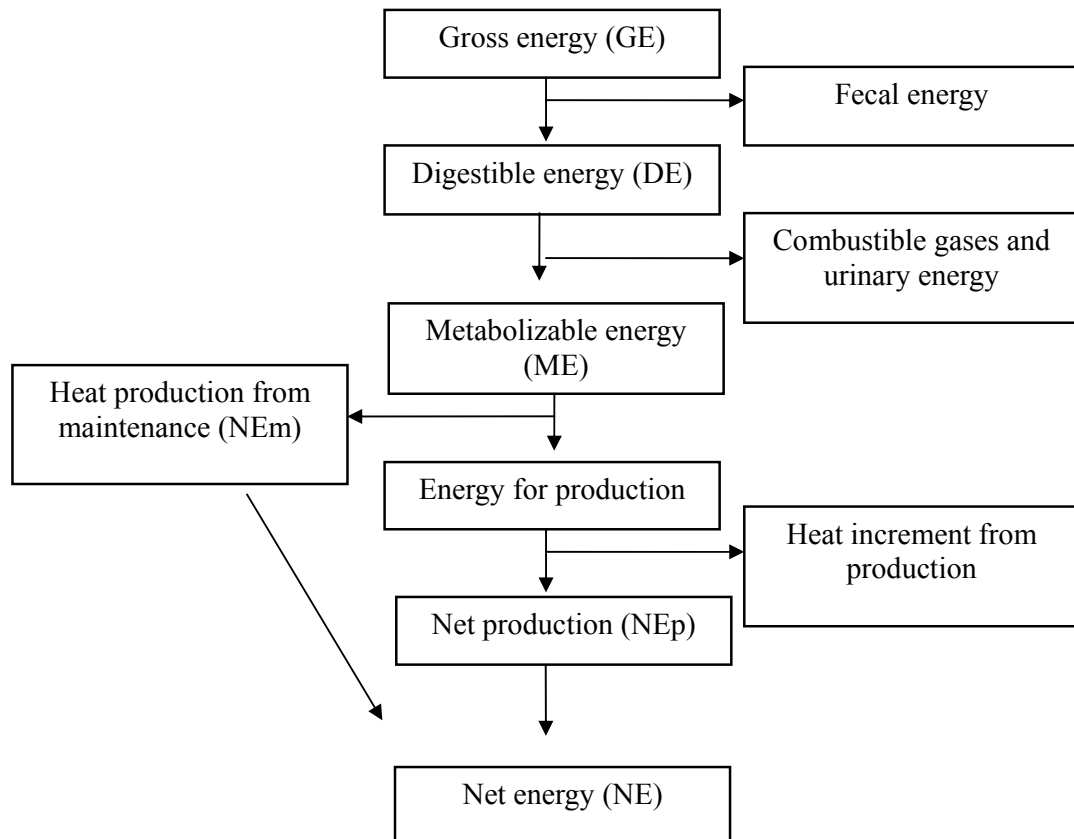 Gross energy (GE)
Fecal energy
Digestible energy (DE)
Combustible gases and
urinary energy
Metabolizable energy
(ME)
Heat production from
maintenance (NEm)
Energy for production
Heat increment from
production
Net production (NEp)
Net energy (NE)